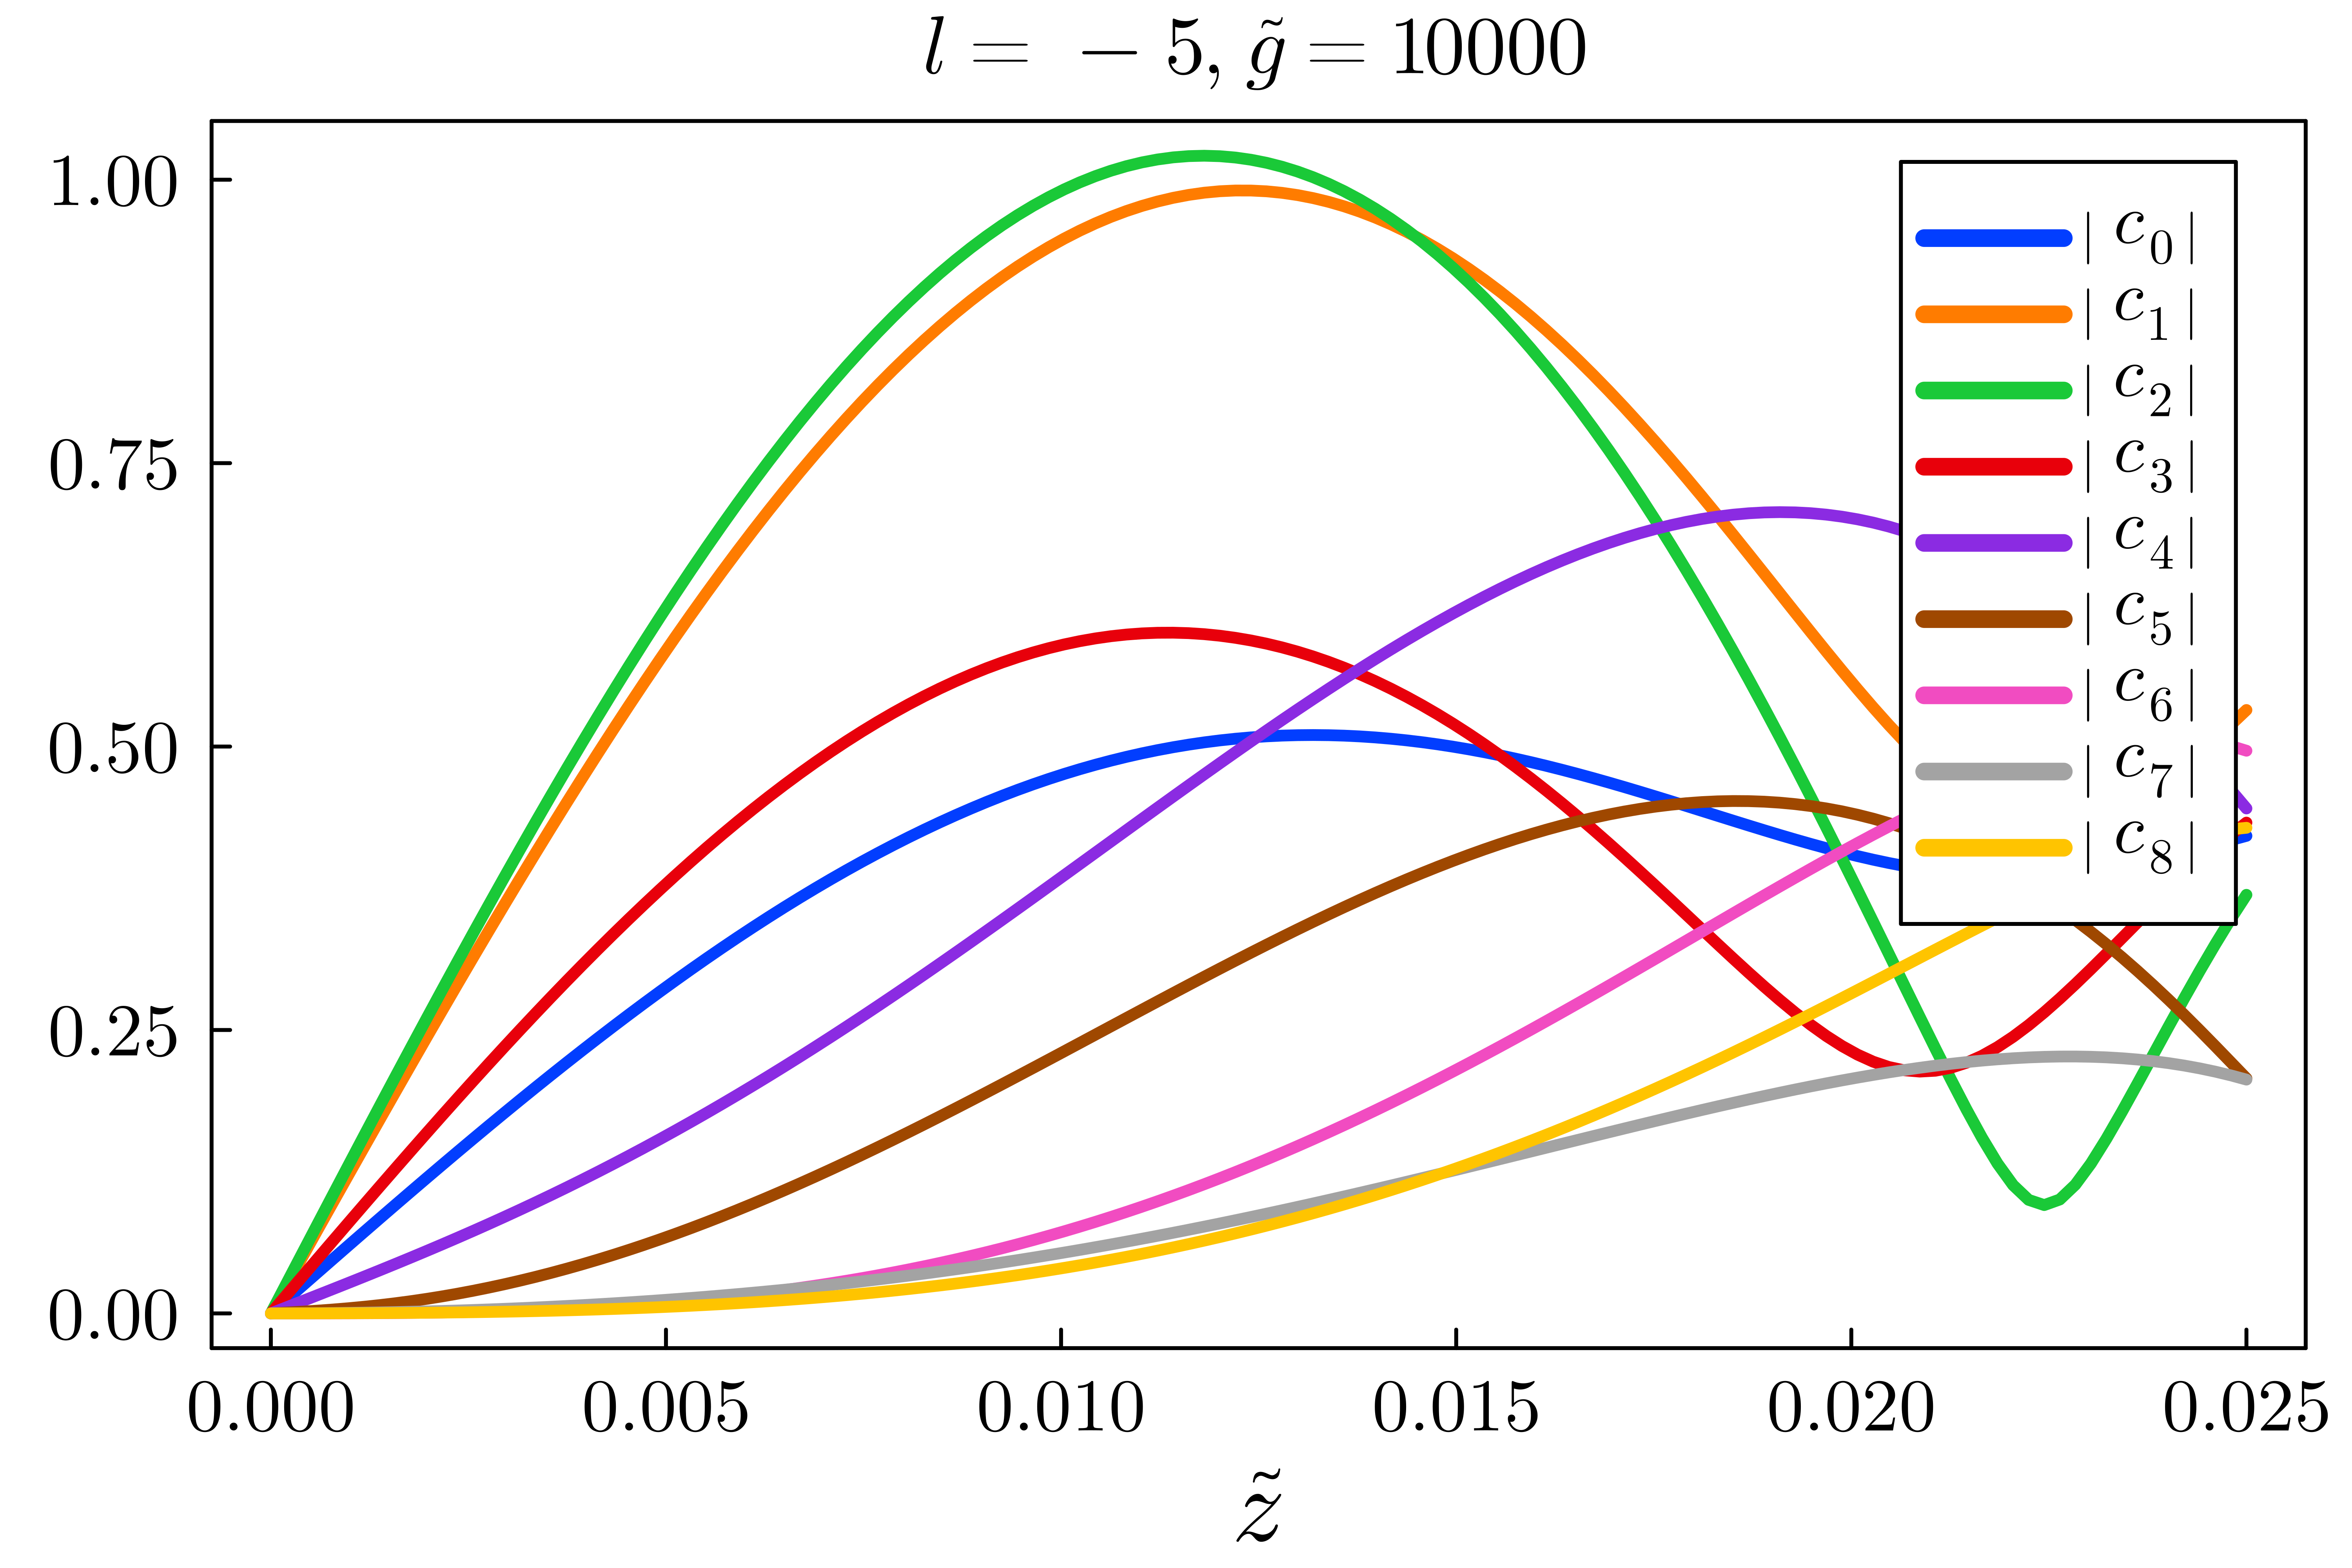 l = − 5, g̃ = 10000
1.00
0.75
0.50
0.25
0.00
| c₀ |
| c₁ |
| c₂ |
| c₃ |
| c₄ |
| c₅ |
| c₆ |
| c₇ |
| c₈ |
0.000 0.005 0.010 0.015 0.020 0.025
z̃